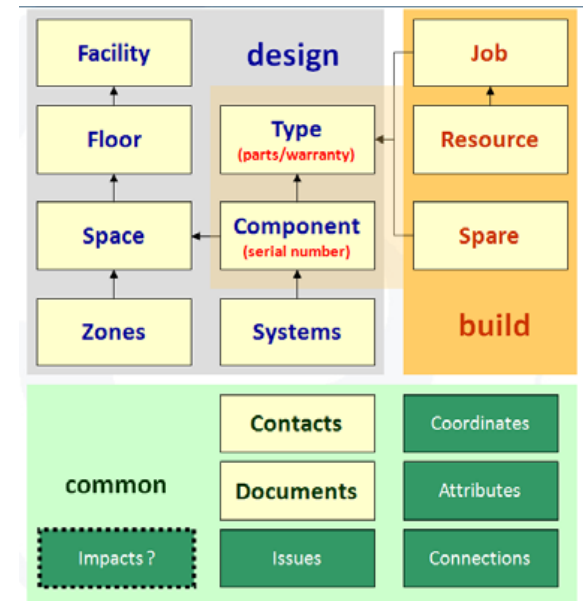 Facility
design
Job
Floor
Type
(parts/warranty)
Resource
Space
Component
(serial number)
Spare
Zones
Systems
build
Contacts
Coordinates
common
Documents
Attributes
Impacts ?
Issues
Connections